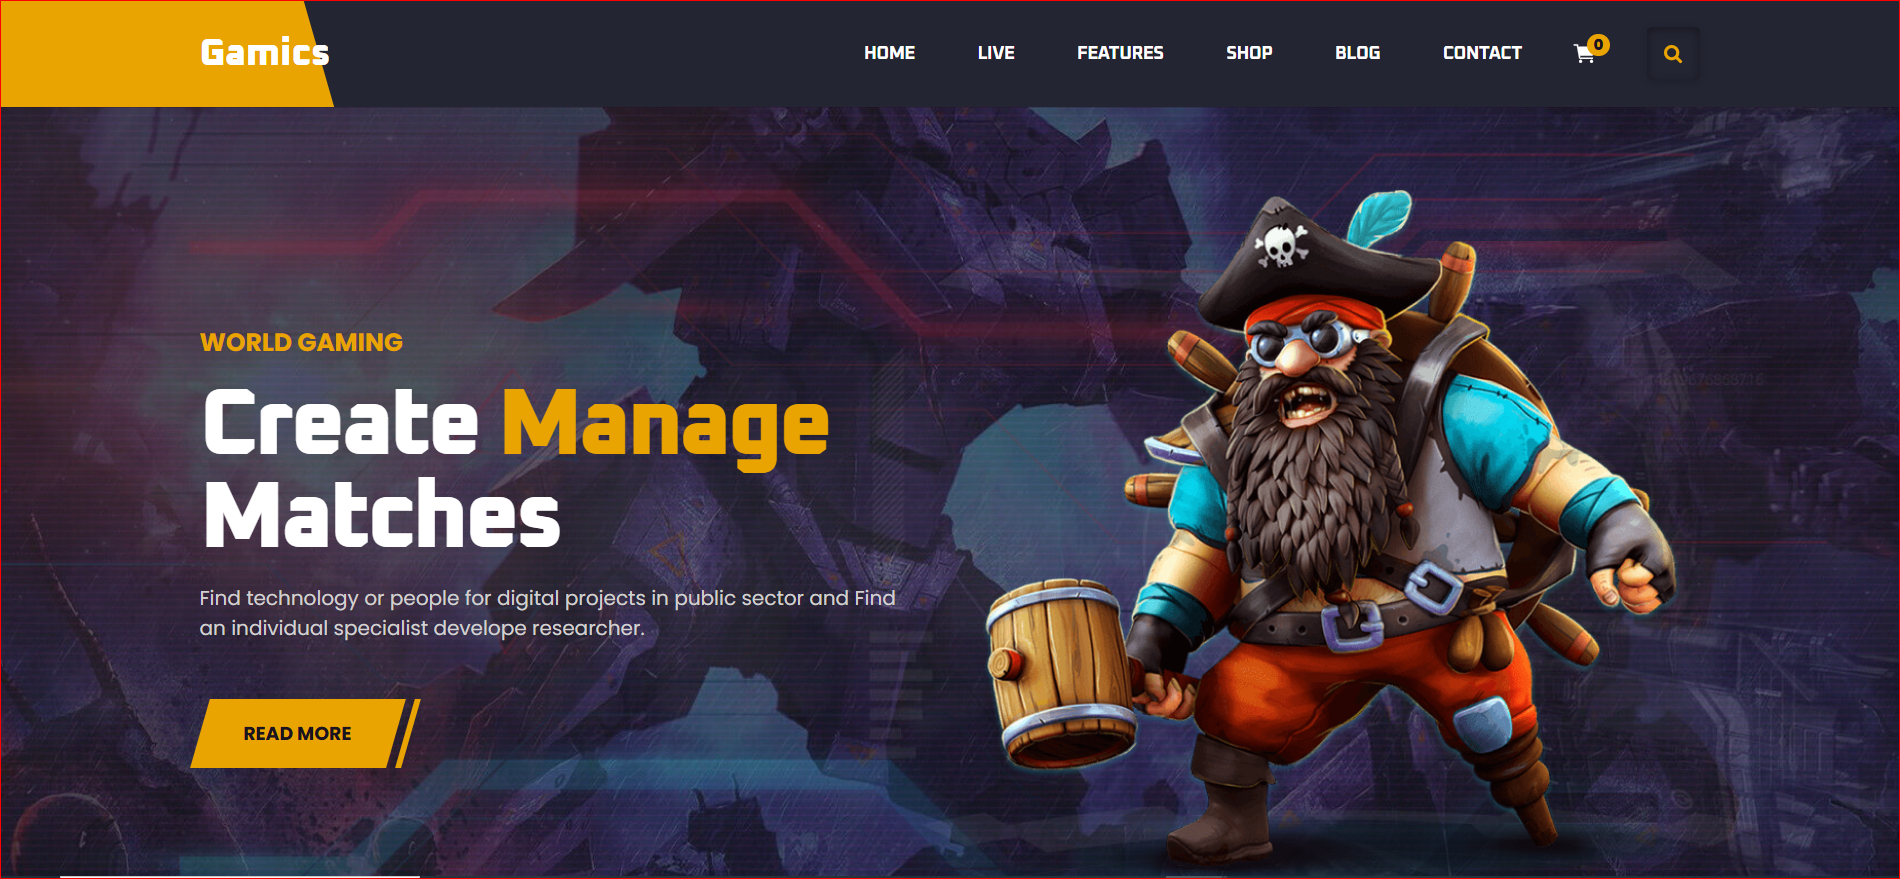 Gamics
HOME LIVE FEATURES SHOP BLOG CONTACT 0
WORLD GAMING
Create Manage
Matches
Find technology or people for digital projects in public sector and Find
an individual specialist develope researcher.
READ MORE